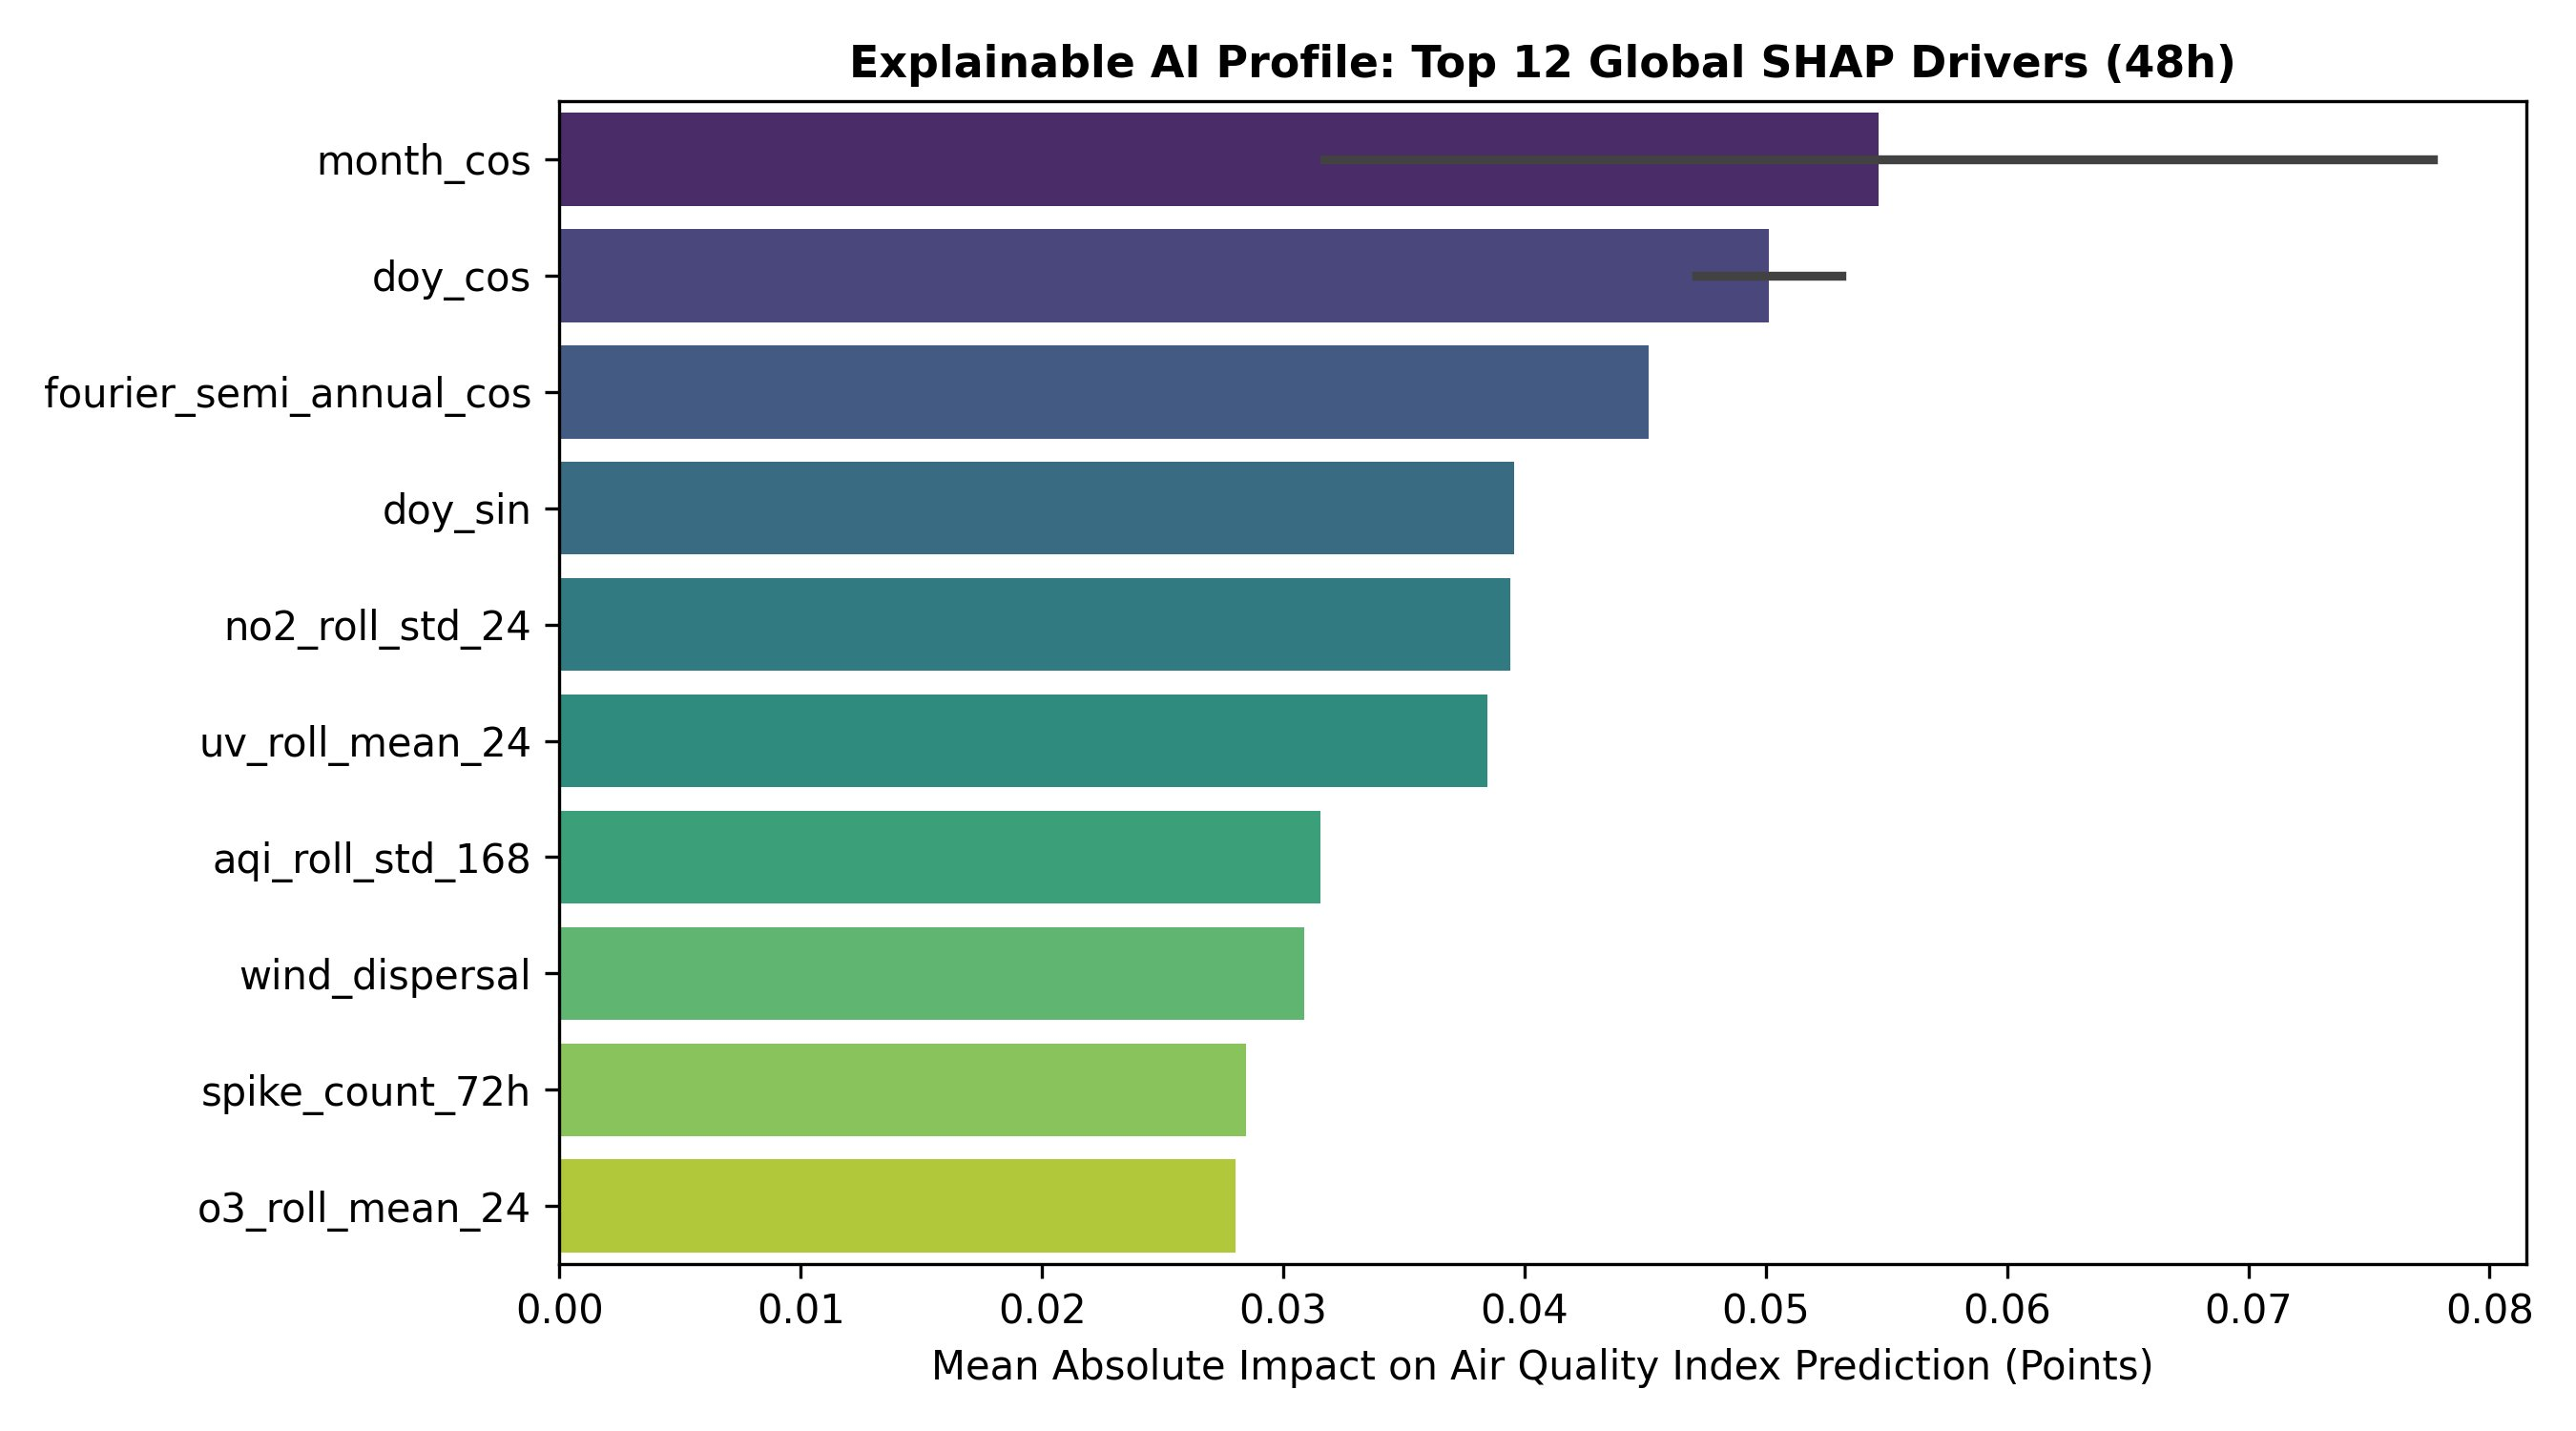 Explainable AI Profile: Top 12 Global SHAP Drivers (48h)
month_cos
doy_cos
fourier_semi_annual_cos
doy_sin
no2_roll_std_24
uv_roll_mean_24
aqi_roll_std_168
wind_dispersal
spike_count_72h
o3_roll_mean_24
0.00 0.01 0.02 0.03 0.04 0.05 0.06 0.07 0.08
Mean Absolute Impact on Air Quality Index Prediction (Points)